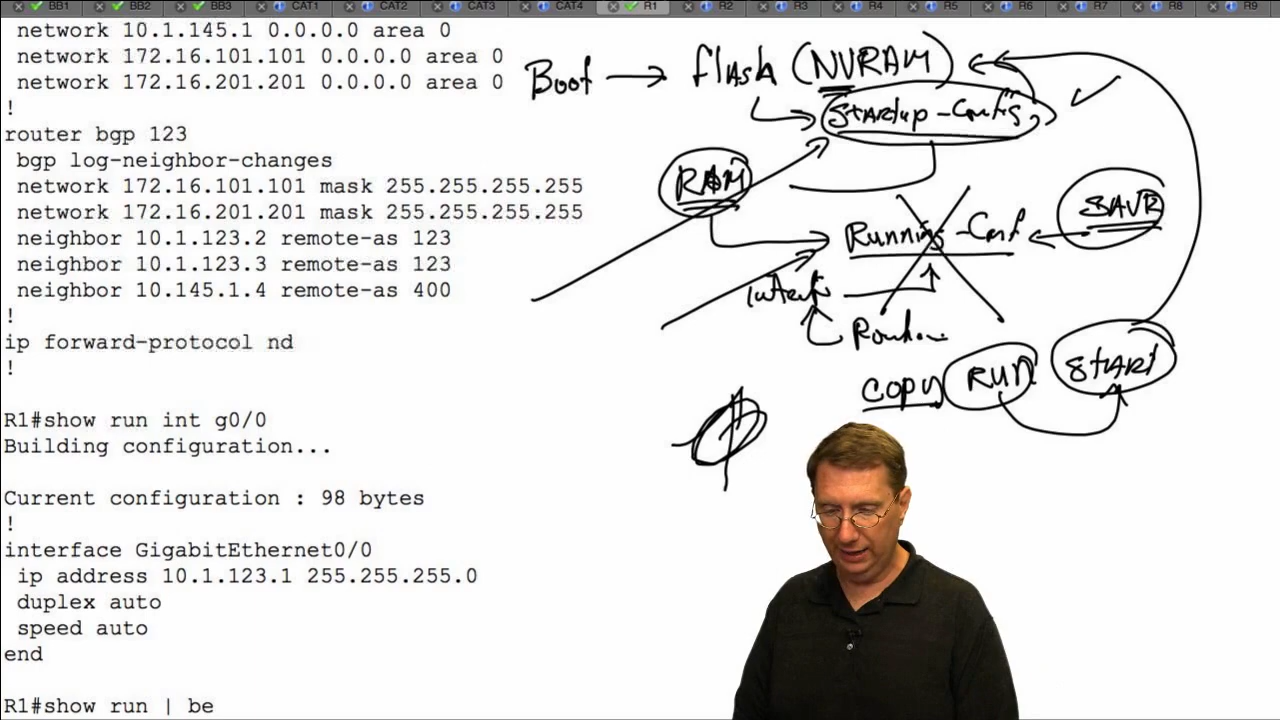 BB1 BB2 BB3 CAT1 CAT2 CAT3 CAT4 R1 R2 R3 R4 R5 R6 R7 R8 R9
network 10.1.145.1 0.0.0.0 area 0
network 172.16.101.101 0.0.0.0 area 0
network 172.16.201.201 0.0.0.0 area 0
!
router bgp 123
bgp log-neighbor-changes
network 172.16.101.101 mask 255.255.255.255
network 172.16.201.201 mask 255.255.255.255
neighbor 10.1.123.2 remote-as 123
neighbor 10.1.123.3 remote-as 123
neighbor 10.145.1.4 remote-as 400
!
ip forward-protocol nd
!
R1#show run int g0/0
Building configuration...
Current configuration : 98 bytes
!
interface GigabitEthernet0/0
ip address 10.1.123.1 255.255.255.0
duplex auto
speed auto
end
R1#show run | be
Boot → flash (NVRAM)
Startup-Config
RAM
SAVE
Running-Conf
copy RUN START